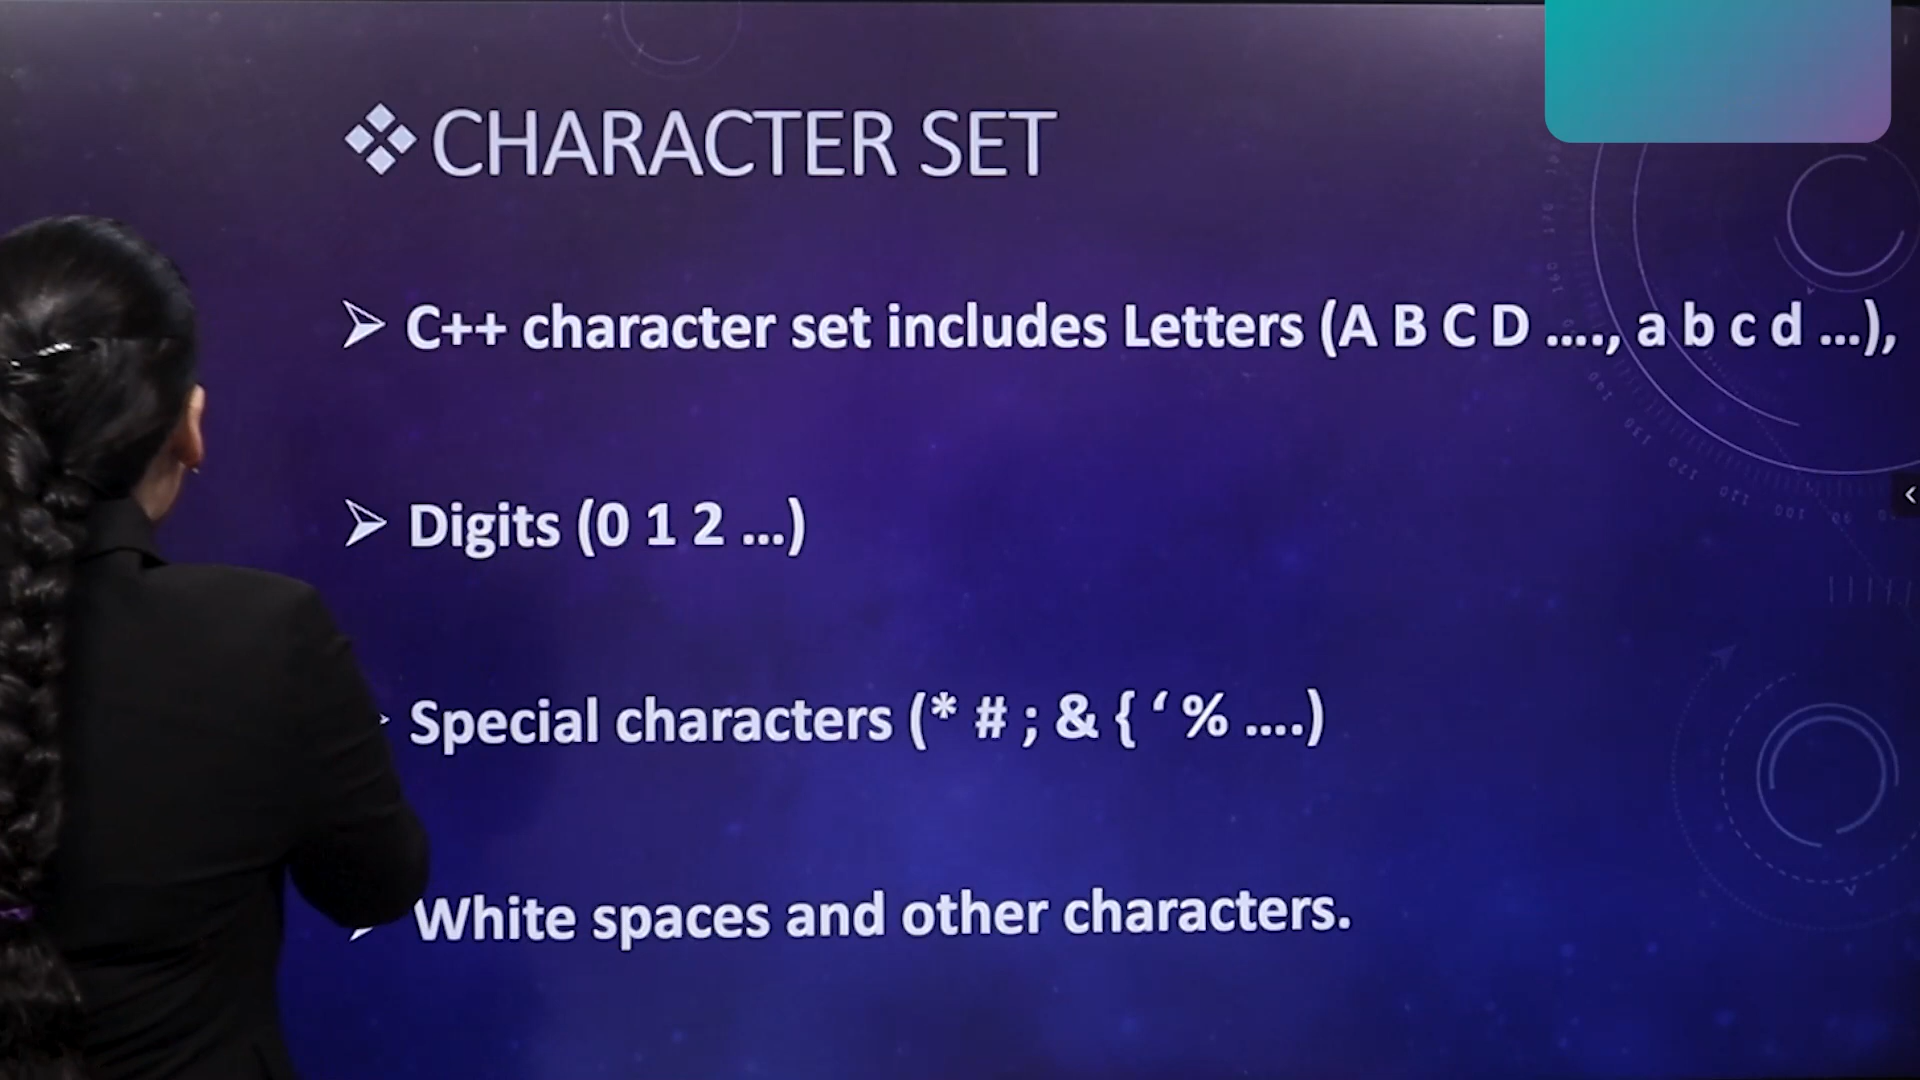 CHARACTER SET
C++ character set includes Letters (A B C D ...., a b c d ...),
Digits (0 1 2 ...)
Special characters (* # ; & { ‘ % ....)
White spaces and other characters.